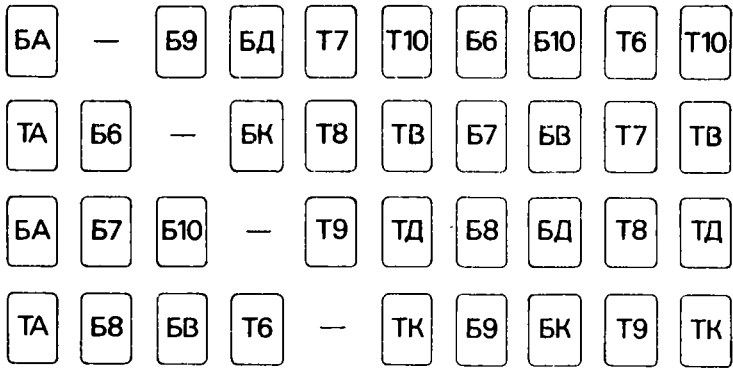 БА — Б9 БД Т7 Т10 Б6 Б10 Т6 Т10
ТА Б6 — БК Т8 ТВ Б7 БВ Т7 ТВ
БА Б7 Б10 — Т9 ТД Б8 БД Т8 ТД
ТА Б8 БВ Т6 — ТК Б9 БК Т9 ТК